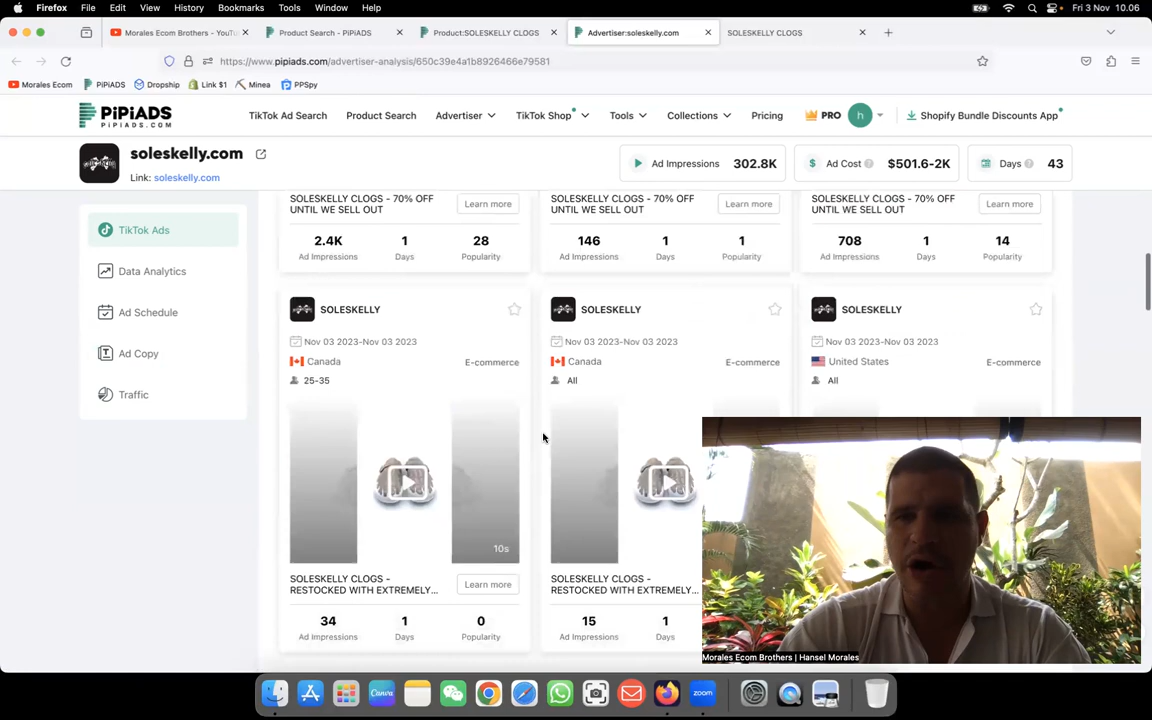 Firefox File Edit View History Bookmarks Tools Window Help
Fri 3 Nov 10.06
Morales Ecom Brothers - YouTu
Product Search - PiPiADS
Product:SOLESKELLY CLOGS
Advertiser:soleskelly.com
SOLESKELLY CLOGS
https://www.pipiads.com/advertiser-analysis/650c39e4a1b8926466e79581
Morales Ecom PiPiADS Dropship Link $1 Minea PPSpy
PiPiADS
PIPIADS.COM
TikTok Ad Search Product Search Advertiser TikTok Shop Tools Collections Pricing PRO h Shopify Bundle Discounts App
soleskelly.com
Link: soleskelly.com
Ad Impressions 302.8K
Ad Cost $501.6-2K
Days 43
TikTok Ads
Data Analytics
Ad Schedule
Ad Copy
Traffic
SOLESKELLY CLOGS - 70% OFF
UNTIL WE SELL OUT
Learn more
2.4K 1 28
Ad Impressions Days Popularity
SOLESKELLY CLOGS - 70% OFF
UNTIL WE SELL OUT
Learn more
146 1 1
Ad Impressions Days Popularity
SOLESKELLY CLOGS - 70% OFF
UNTIL WE SELL OUT
Learn more
708 1 14
Ad Impressions Days Popularity
SOLESKELLY
Nov 03 2023-Nov 03 2023
Canada E-commerce
25-35
10s
SOLESKELLY CLOGS -
RESTOCKED WITH EXTREMELY...
Learn more
34 1 0
Ad Impressions Days Popularity
SOLESKELLY
Nov 03 2023-Nov 03 2023
Canada E-commerce
All
SOLESKELLY CLOGS -
RESTOCKED WITH EXTREMELY...
15 1
Ad Impressions Days
SOLESKELLY
Nov 03 2023-Nov 03 2023
United States E-commerce
All
Morales Ecom Brothers | Hansel Morales
Canva
zoom